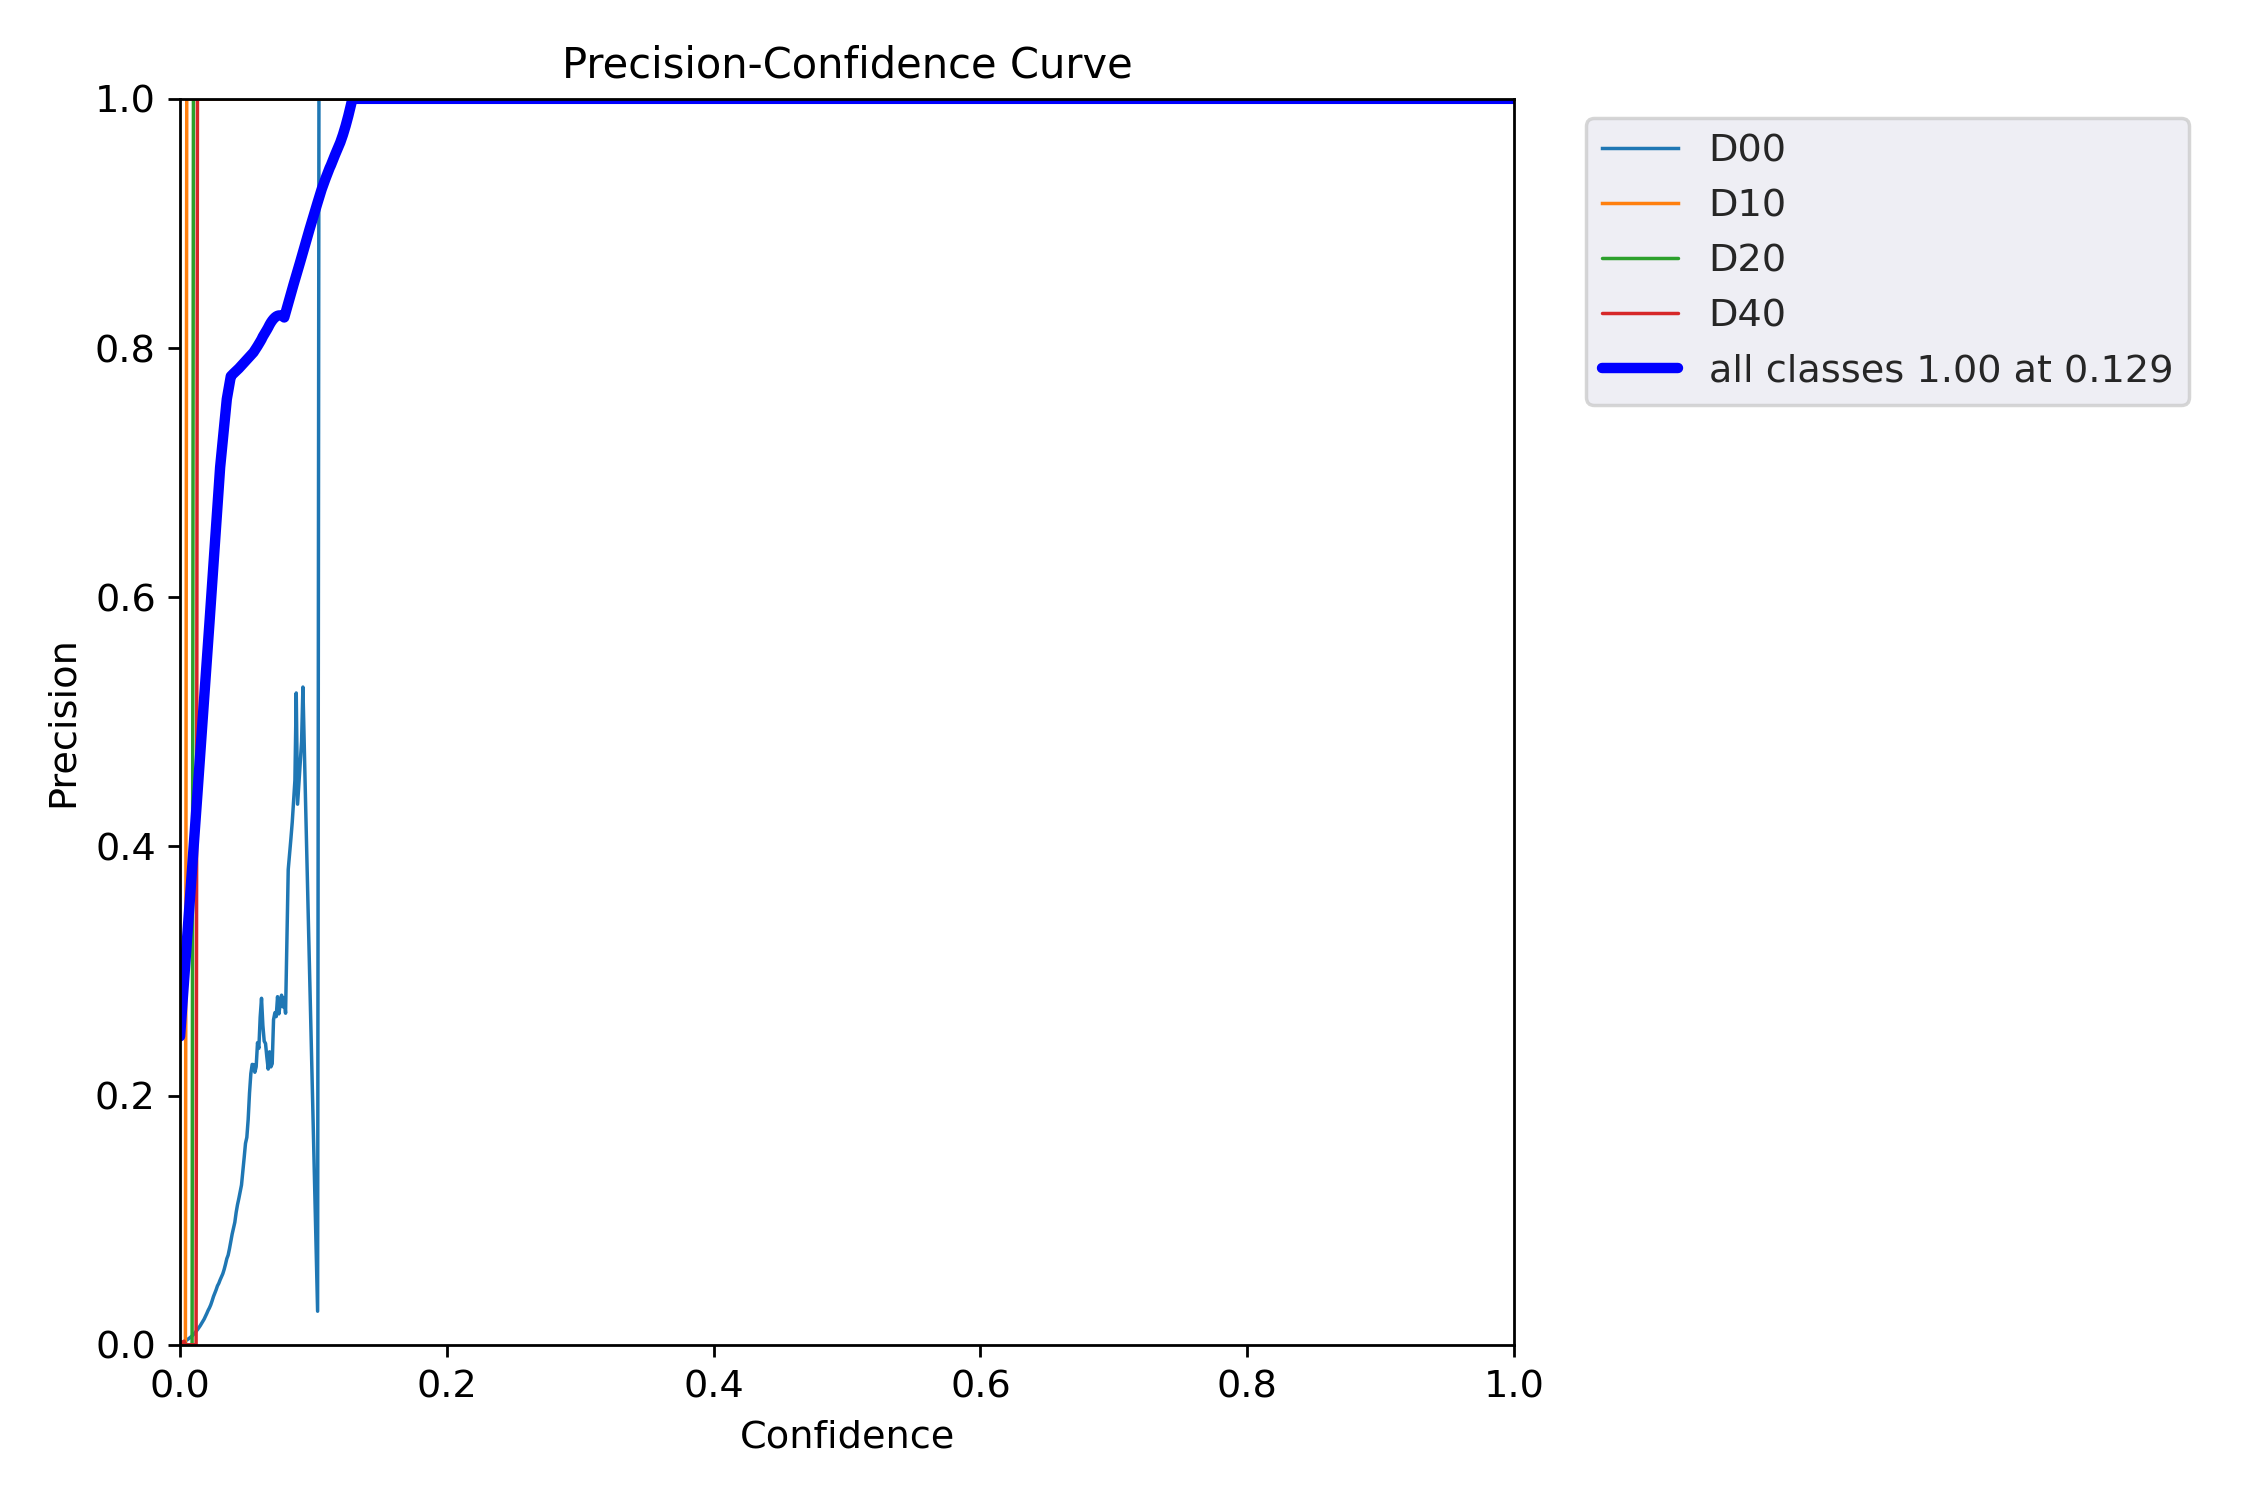 Precision-Confidence Curve
1.0
0.8
0.6
0.4
0.2
0.0
Precision
0.0 0.2 0.4 0.6 0.8 1.0
Confidence
D00
D10
D20
D40
all classes 1.00 at 0.129